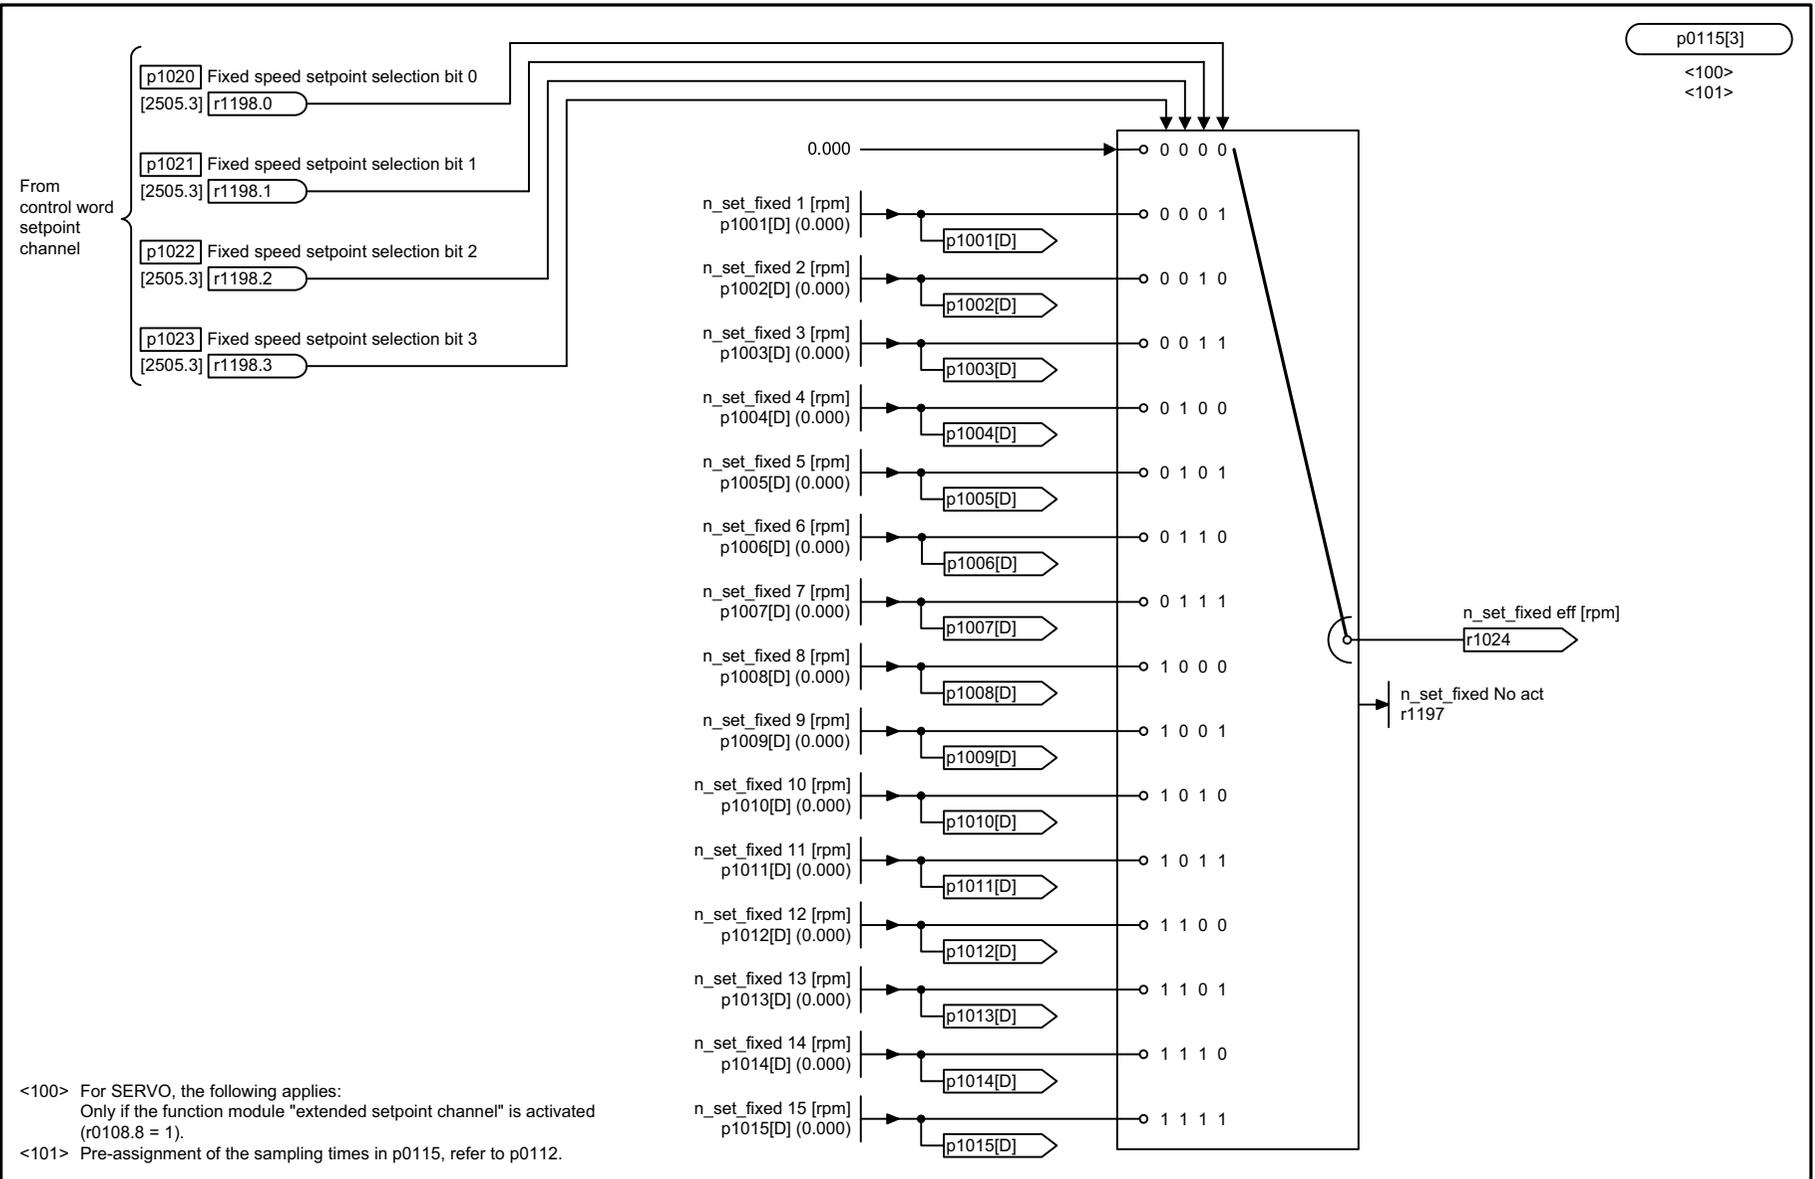 p0115[3]
<100>
<101>
From
control word
setpoint
channel
p1020 Fixed speed setpoint selection bit 0
[2505.3] r1198.0
p1021 Fixed speed setpoint selection bit 1
[2505.3] r1198.1
p1022 Fixed speed setpoint selection bit 2
[2505.3] r1198.2
p1023 Fixed speed setpoint selection bit 3
[2505.3] r1198.3
0.000 0 0 0 0
n_set_fixed 1 [rpm]
p1001[D] (0.000) 0 0 0 1
p1001[D]
n_set_fixed 2 [rpm]
p1002[D] (0.000) 0 0 1 0
p1002[D]
n_set_fixed 3 [rpm]
p1003[D] (0.000) 0 0 1 1
p1003[D]
n_set_fixed 4 [rpm]
p1004[D] (0.000) 0 1 0 0
p1004[D]
n_set_fixed 5 [rpm]
p1005[D] (0.000) 0 1 0 1
p1005[D]
n_set_fixed 6 [rpm]
p1006[D] (0.000) 0 1 1 0
p1006[D]
n_set_fixed 7 [rpm]
p1007[D] (0.000) 0 1 1 1
p1007[D]
n_set_fixed 8 [rpm]
p1008[D] (0.000) 1 0 0 0
p1008[D]
n_set_fixed 9 [rpm]
p1009[D] (0.000) 1 0 0 1
p1009[D]
n_set_fixed 10 [rpm]
p1010[D] (0.000) 1 0 1 0
p1010[D]
n_set_fixed 11 [rpm]
p1011[D] (0.000) 1 0 1 1
p1011[D]
n_set_fixed 12 [rpm]
p1012[D] (0.000) 1 1 0 0
p1012[D]
n_set_fixed 13 [rpm]
p1013[D] (0.000) 1 1 0 1
p1013[D]
n_set_fixed 14 [rpm]
p1014[D] (0.000) 1 1 1 0
p1014[D]
n_set_fixed 15 [rpm]
p1015[D] (0.000) 1 1 1 1
p1015[D]
n_set_fixed eff [rpm]
r1024
n_set_fixed No act
r1197
<100> For SERVO, the following applies:
Only if the function module "extended setpoint channel" is activated
(r0108.8 = 1).
<101> Pre-assignment of the sampling times in p0115, refer to p0112.